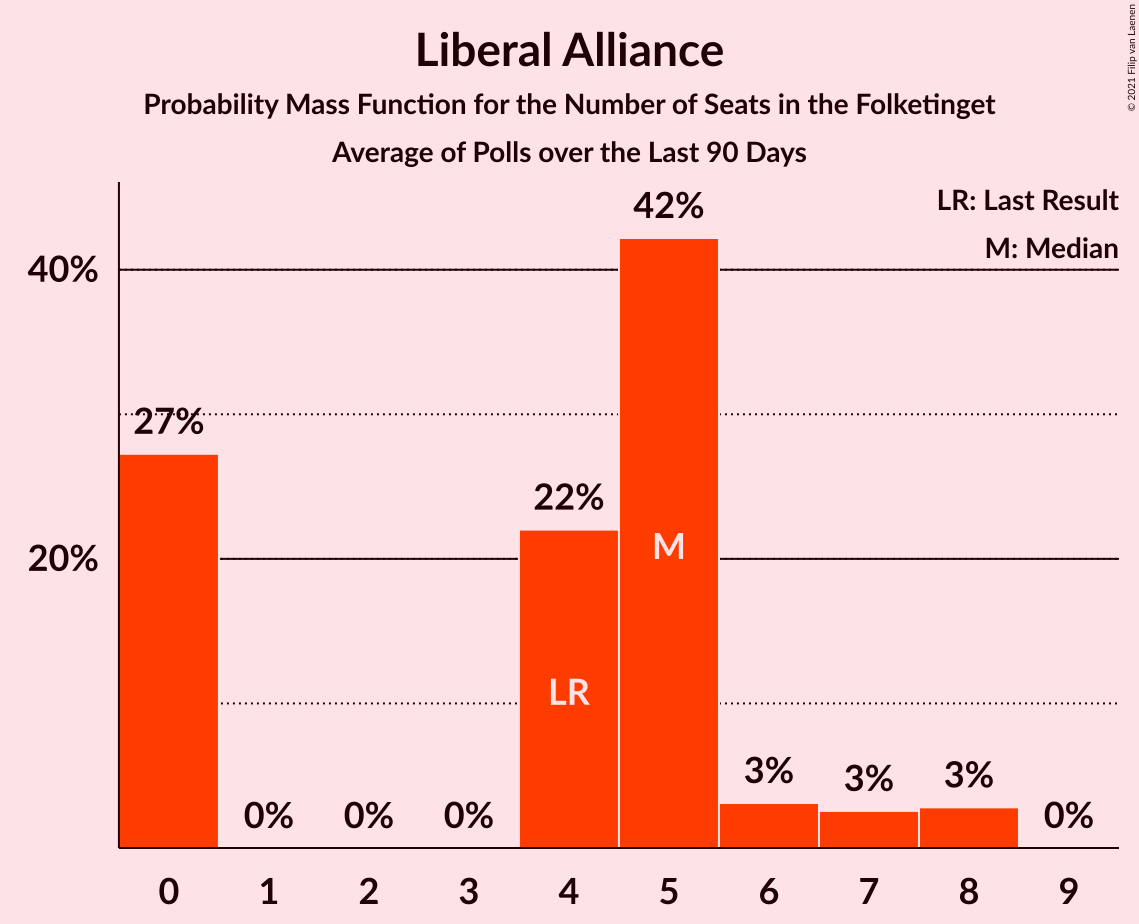 Liberal Alliance
Probability Mass Function for the Number of Seats in the Folketinget
Average of Polls over the Last 90 Days
© 2021 Filip van Laenen
LR: Last Result
M: Median
42%
40%
27%
22%
20%
M
LR
3%
3%
3%
0%
0%
0%
0%
0 1 2 3 4 5 6 7 8 9